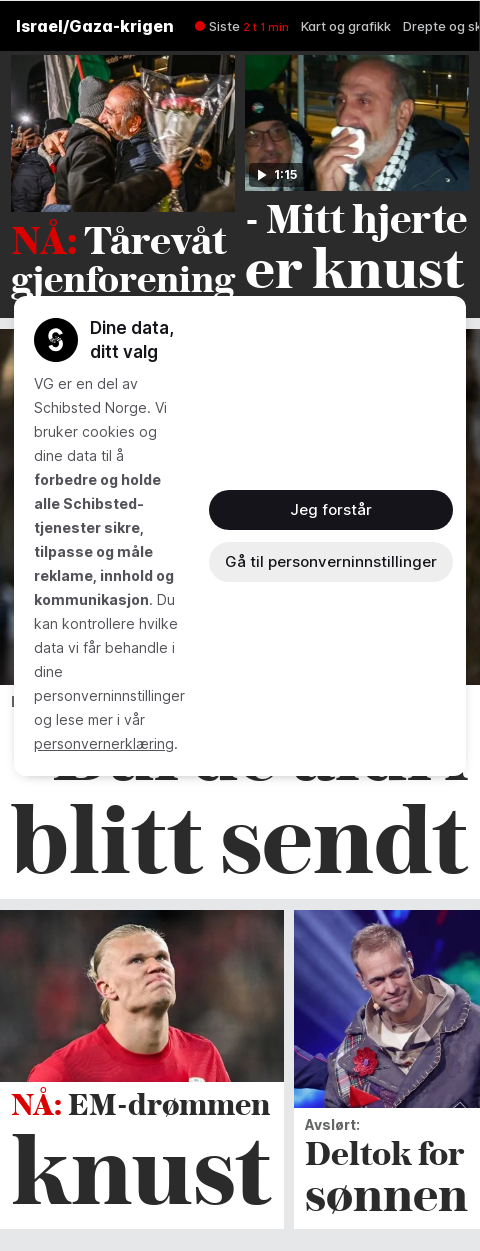 Israel/Gaza-krigen
Siste 2 t 1 min
Kart og grafikk
Drepte og sk
1:15
NÅ: Tårevåt
gjenforening
- Mitt hjerte
er knust
Dine data,
ditt valg
VG er en del av
Schibsted Norge. Vi
bruker cookies og
dine data til å
forbedre og holde
alle Schibsted-
tjenester sikre,
tilpasse og måle
reklame, innhold og
kommunikasjon. Du
kan kontrollere hvilke
data vi får behandle i
dine
personverninnstillinger
og lese mer i vår
personvernerklæring.
Jeg forstår
Gå til personverninnstillinger
blitt sendt
NÅ: EM-drømmen
knust
Avslørt:
Deltok for
sønnen